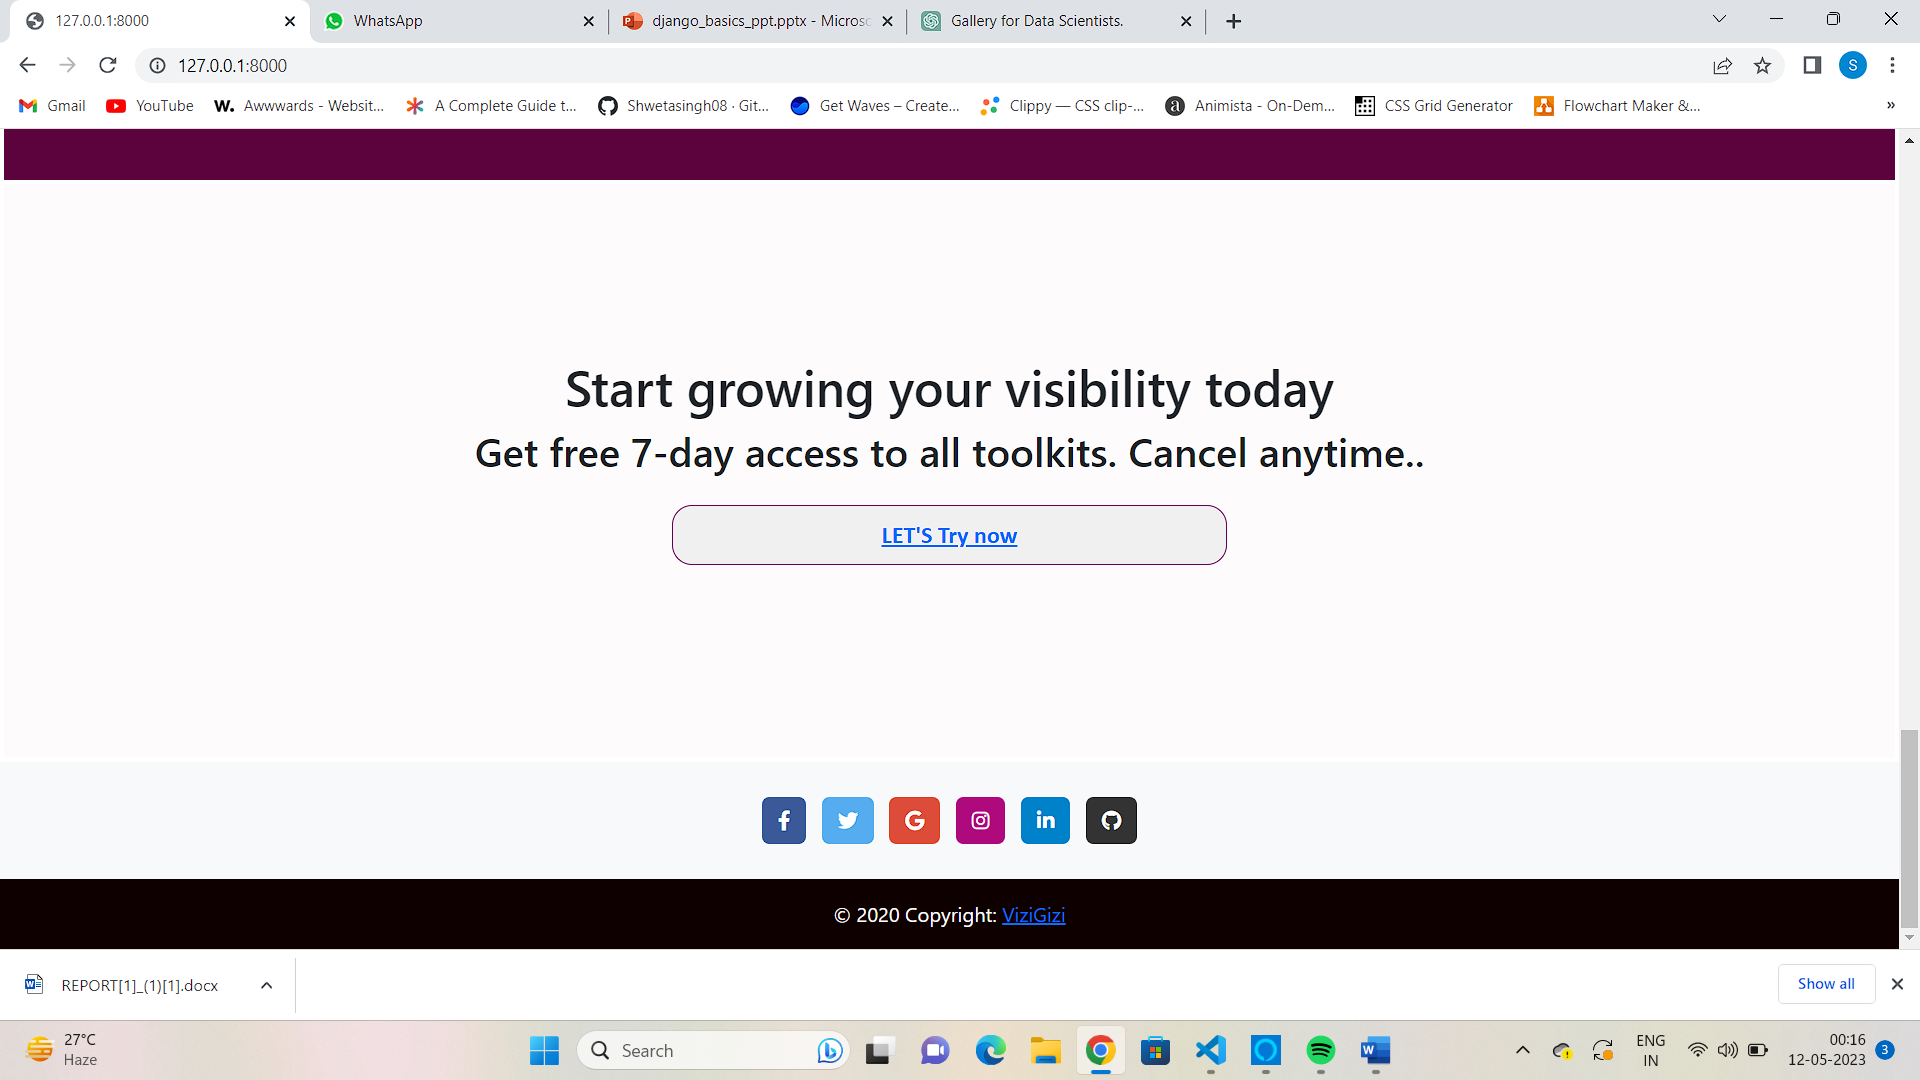 127.0.0.1:8000
WhatsApp
django_basics_ppt.pptx - Microsc
Gallery for Data Scientists.
127.0.0.1:8000
S
Gmail
YouTube
W. Awwwards - Websit...
A Complete Guide t...
Shwetasingh08 · Git...
Get Waves – Create...
Clippy — CSS clip-...
Animista - On-Dem...
CSS Grid Generator
Flowchart Maker &...
»
Start growing your visibility today
Get free 7-day access to all toolkits. Cancel anytime..
LET'S Try now
© 2020 Copyright: ViziGizi
REPORT[1]_(1)[1].docx
Show all
27°C
Haze
Search
ENG
IN
00:16
12-05-2023
3